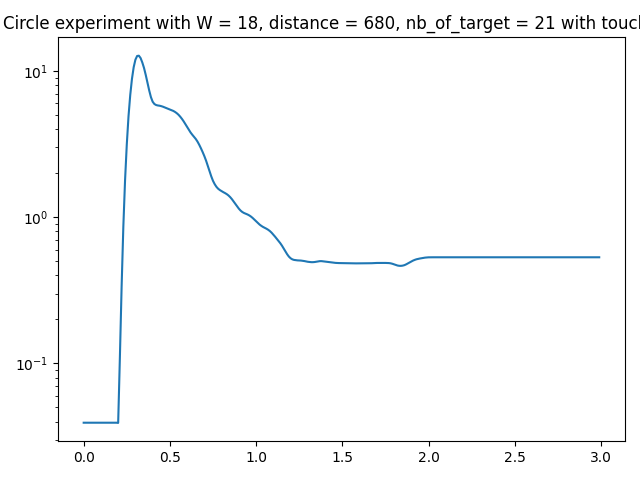 Circle experiment with W = 18, distance = 680, nb_of_target = 21 with touch
10¹
10⁰
10⁻¹
0.0 0.5 1.0 1.5 2.0 2.5 3.0